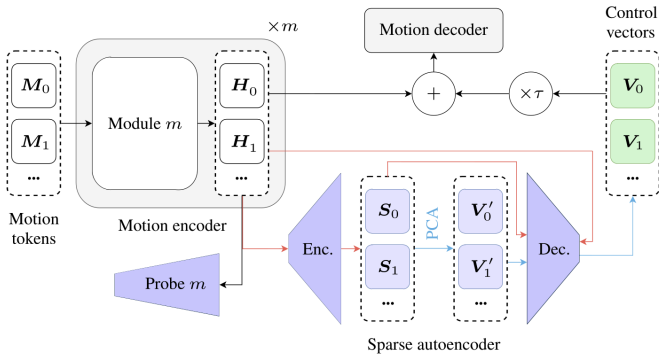 ×m
Control
vectors
Motion decoder
M₀
H₀
V₀
Module m
+
×τ
M₁
H₁
V₁
...
...
...
Motion
tokens
Motion encoder
S₀
V₀′
PCA
Enc.
Dec.
S₁
V₁′
Probe m
...
...
Sparse autoencoder